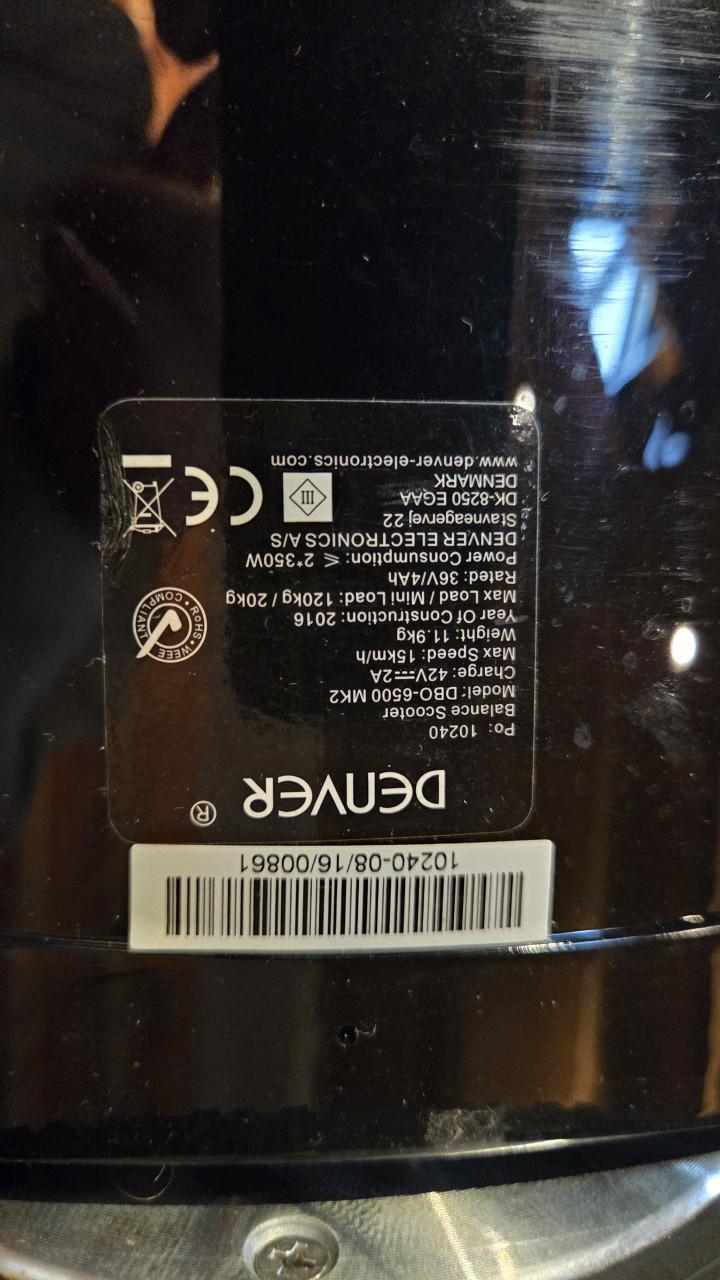 10240-08/16/00861
DENVER ®
Po: 10240
Balance Scooter
Model: DBO-6500 MK2
Charge: 42V⎓2A
Max Speed: 15km/h
Weight: 11.9kg
Year Of Construction: 2016
Max Load / Mini Load: 120kg / 20kg
Rated: 36V/4Ah
Power Consumption: ⩽ 2*350W
DENVER ELECTRONICS A/S
Stavneagervej 22
DK-8250 EGAA
DENMARK
www.denver-electronics.com
RoHS • WEEE
COMPLIANT
III
CE